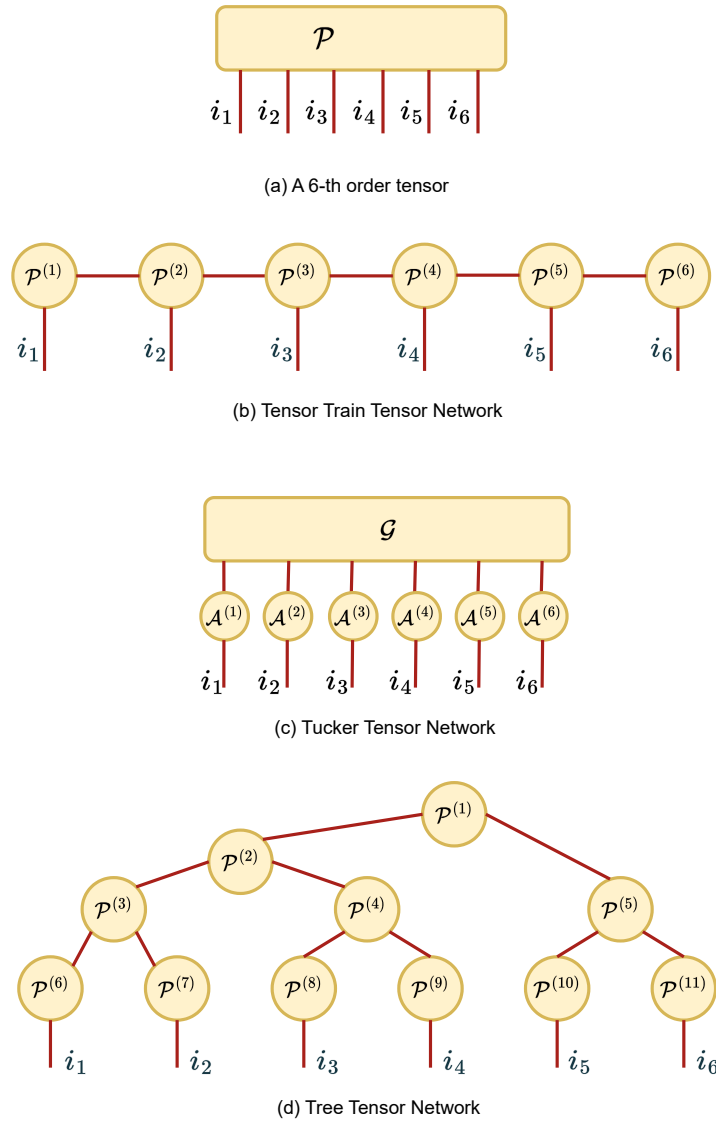 𝒫
i₁ i₂ i₃ i₄ i₅ i₆
(a) A 6-th order tensor
𝒫⁽¹⁾ 𝒫⁽²⁾ 𝒫⁽³⁾ 𝒫⁽⁴⁾ 𝒫⁽⁵⁾ 𝒫⁽⁶⁾
i₁ i₂ i₃ i₄ i₅ i₆
(b) Tensor Train Tensor Network
𝒢
𝒜⁽¹⁾ 𝒜⁽²⁾ 𝒜⁽³⁾ 𝒜⁽⁴⁾ 𝒜⁽⁵⁾ 𝒜⁽⁶⁾
i₁ i₂ i₃ i₄ i₅ i₆
(c) Tucker Tensor Network
𝒫⁽¹⁾
𝒫⁽²⁾
𝒫⁽³⁾ 𝒫⁽⁴⁾ 𝒫⁽⁵⁾
𝒫⁽⁶⁾ 𝒫⁽⁷⁾ 𝒫⁽⁸⁾ 𝒫⁽⁹⁾ 𝒫⁽¹⁰⁾ 𝒫⁽¹¹⁾
i₁ i₂ i₃ i₄ i₅ i₆
(d) Tree Tensor Network